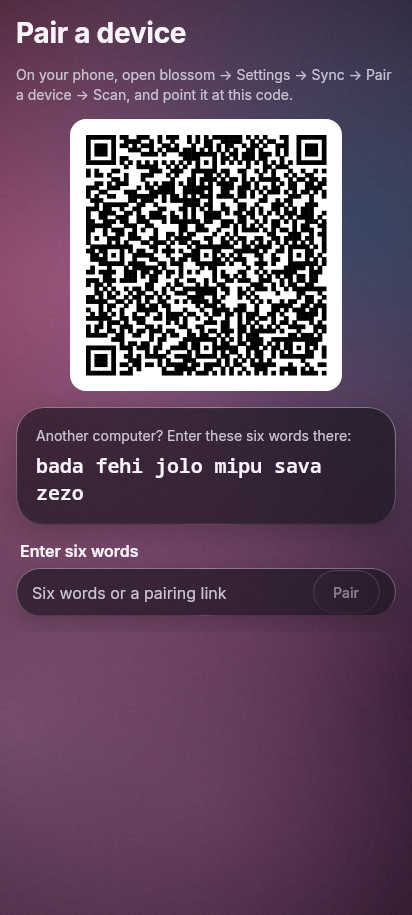 Pair a device
On your phone, open blossom → Settings → Sync → Pair
a device → Scan, and point it at this code.
Another computer? Enter these six words there:
bada fehi jolo mipu sava
zezo
Enter six words
Six words or a pairing link
Pair